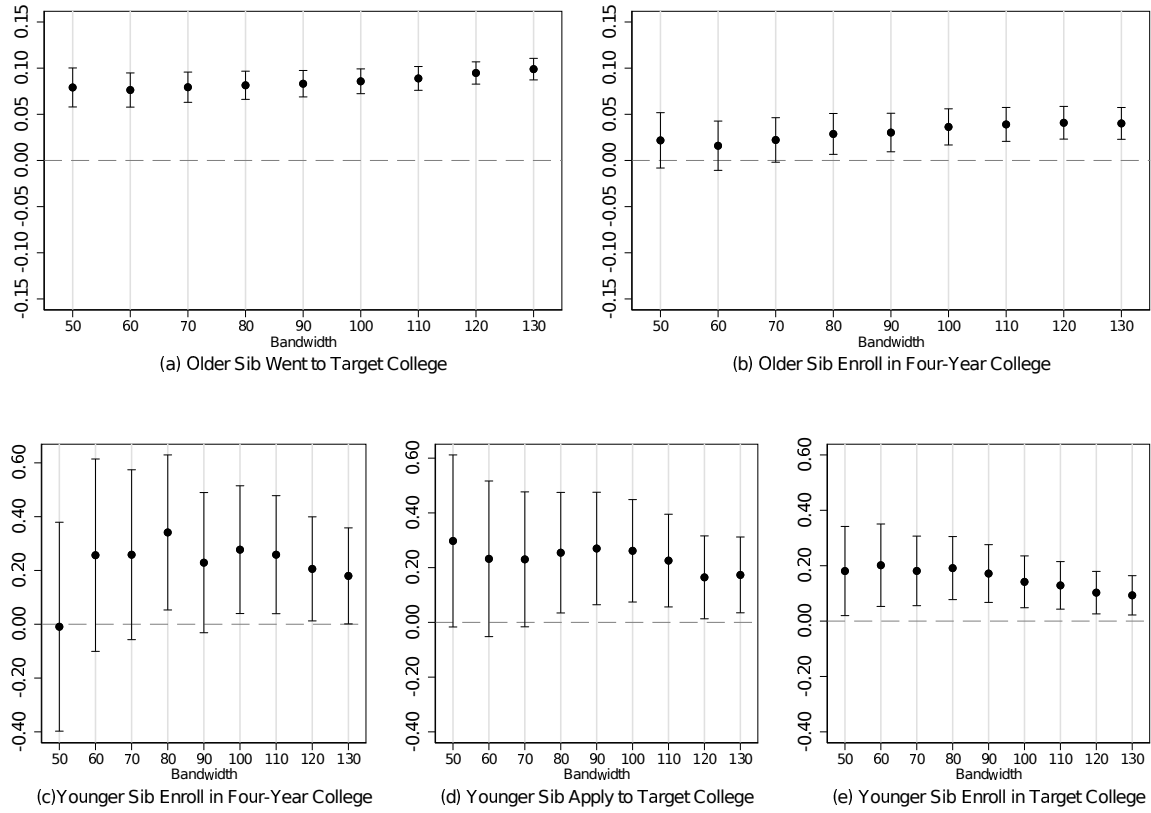 0.15
0.10
0.05
0.00
-0.05
-0.10
-0.15
50 60 70 80 90 100 110 120 130
Bandwidth
(a) Older Sib Went to Target College
0.15
0.10
0.05
0.00
-0.05
-0.10
-0.15
50 60 70 80 90 100 110 120 130
Bandwidth
(b) Older Sib Enroll in Four-Year College
0.60
0.40
0.20
0.00
-0.20
-0.40
50 60 70 80 90 100 110 120 130
Bandwidth
(c)Younger Sib Enroll in Four-Year College
0.60
0.40
0.20
0.00
-0.20
-0.40
50 60 70 80 90 100 110 120 130
Bandwidth
(d) Younger Sib Apply to Target College
0.60
0.40
0.20
0.00
-0.20
-0.40
50 60 70 80 90 100 110 120 130
Bandwidth
(e) Younger Sib Enroll in Target College